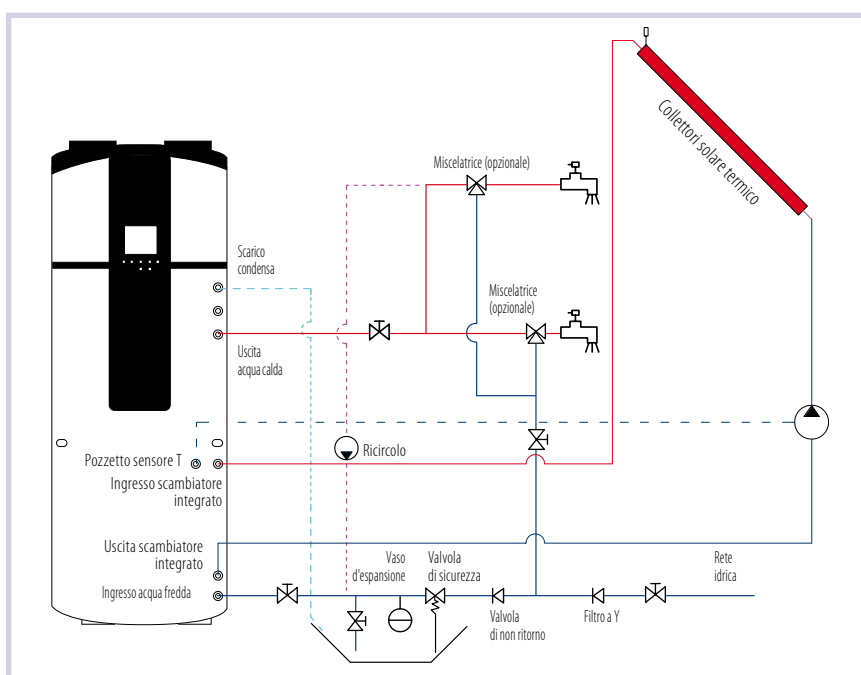 Collettori solare termico
Miscelatrice (opzionale)
Scarico
condensa
Miscelatrice
(opzionale)
Uscita
acqua calda
Ricircolo
Pozzetto sensore T
Ingresso scambiatore
integrato
Uscita scambiatore
integrato
Vaso
d'espansione
Valvola
di sicurezza
Rete
idrica
Ingresso acqua fredda
Valvola
di non ritorno
Filtro a Y